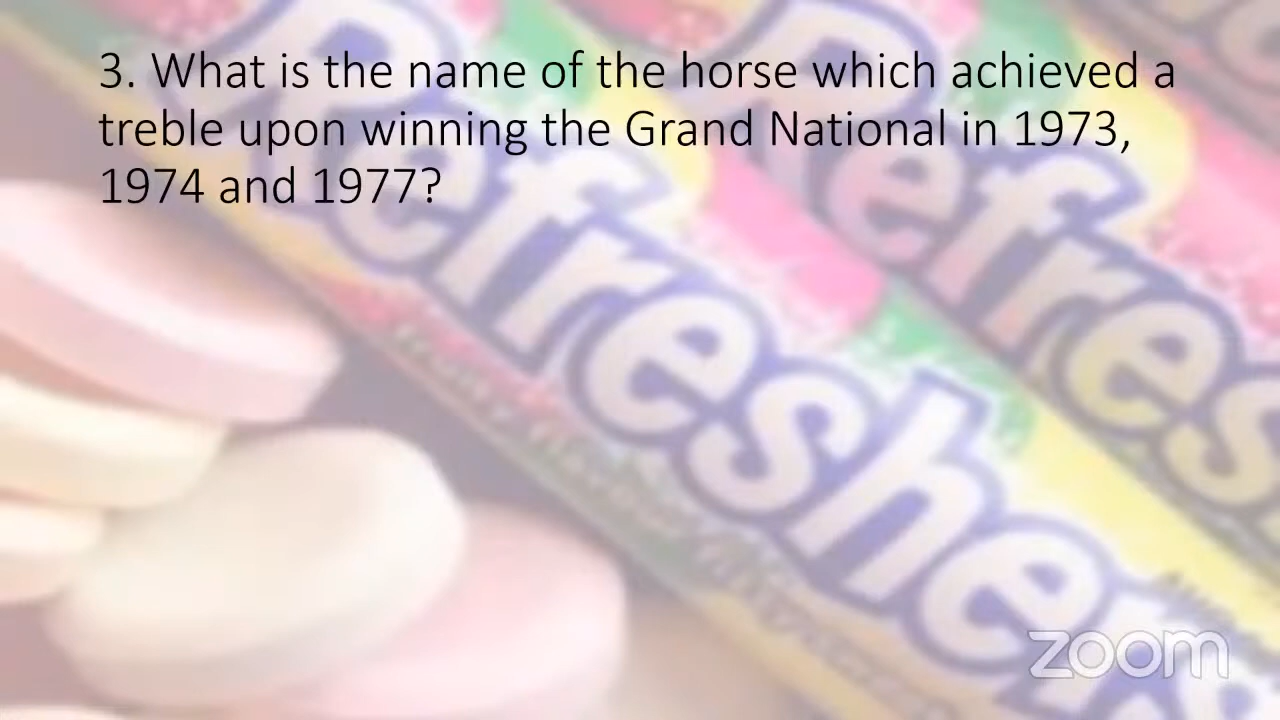 3. What is the name of the horse which achieved a
treble upon winning the Grand National in 1973,
1974 and 1977?
Refreshers
Refres
zoom